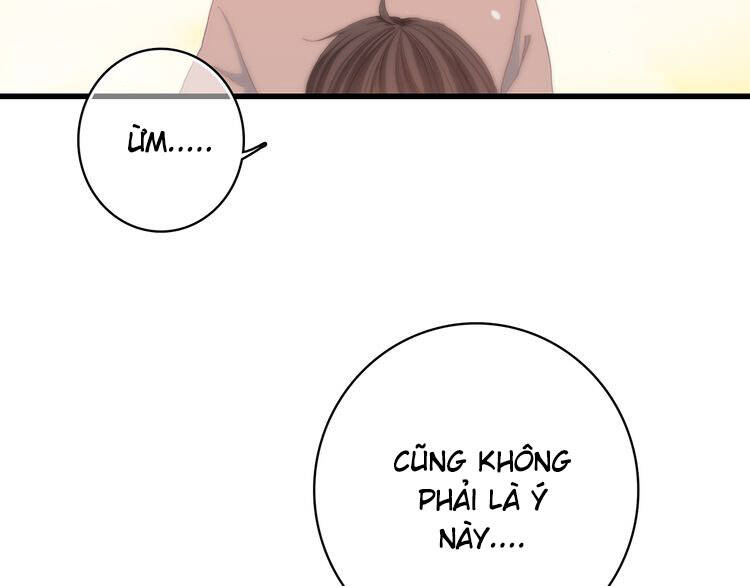 ỪM.....
CŨNG KHÔNG
PHẢI LÀ Ý
NÀY....